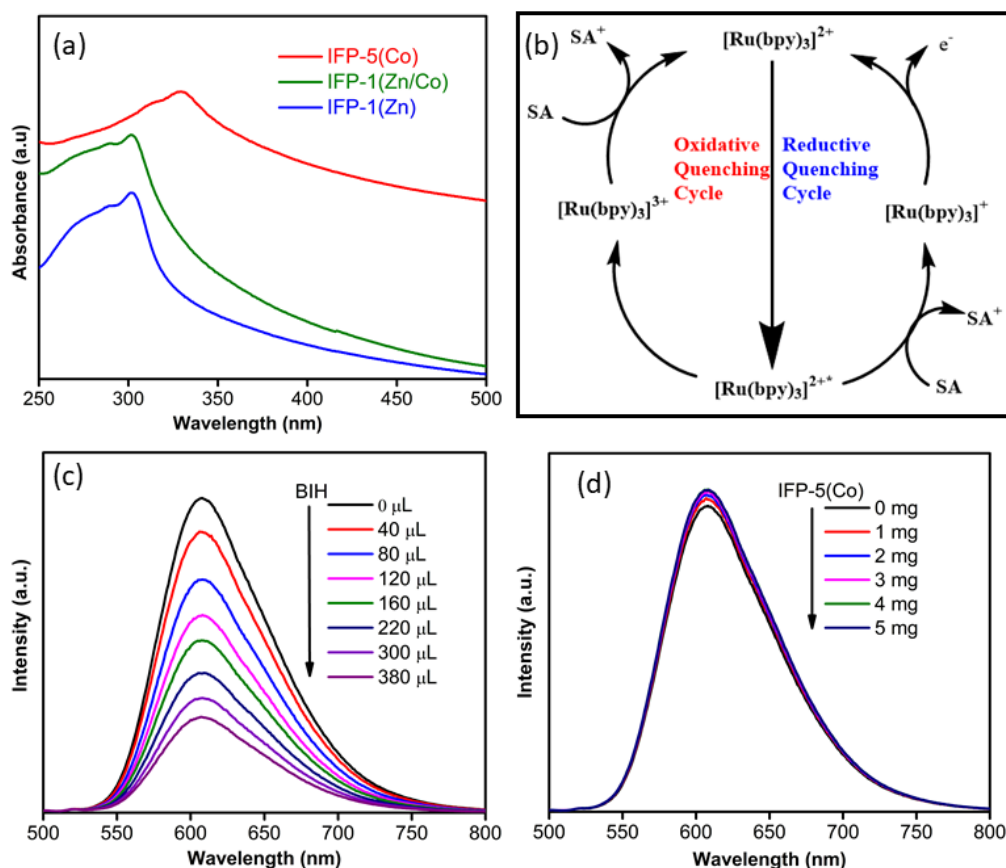 (a)
IFP-5(Co)
IFP-1(Zn/Co)
IFP-1(Zn)
Absorbance (a.u)
250 300 350 400 450 500
Wavelength (nm)
(b)
SA⁺
[Ru(bpy)₃]²⁺
e⁻
SA
Oxidative
Quenching
Cycle
Reductive
Quenching
Cycle
[Ru(bpy)₃]³⁺
[Ru(bpy)₃]⁺
SA⁺
[Ru(bpy)₃]²⁺*
SA
(c)
BIH
0 µL
40 µL
80 µL
120 µL
160 µL
220 µL
300 µL
380 µL
Intensity (a.u.)
500 550 600 650 700 750 800
Wavelength (nm)
(d)
IFP-5(Co)
0 mg
1 mg
2 mg
3 mg
4 mg
5 mg
Intensity (a.u.)
500 550 600 650 700 750 800
Wavelength (nm)